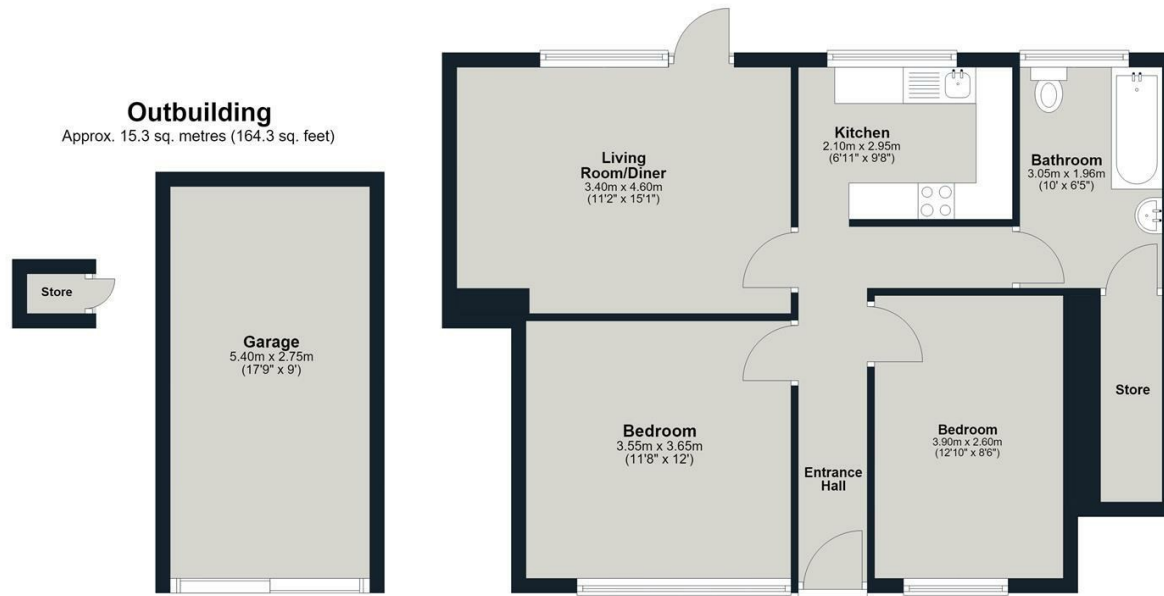 Outbuilding
Approx. 15.3 sq. metres (164.3 sq. feet)
Store
Garage
5.40m x 2.75m
(17'9" x 9')
Living
Room/Diner
3.40m x 4.60m
(11'2" x 15'1")
Kitchen
2.10m x 2.95m
(6'11" x 9'8")
Bathroom
3.05m x 1.96m
(10' x 6'5")
Bedroom
3.55m x 3.65m
(11'8" x 12')
Entrance
Hall
Bedroom
3.90m x 2.60m
(12'10" x 8'6")
Store